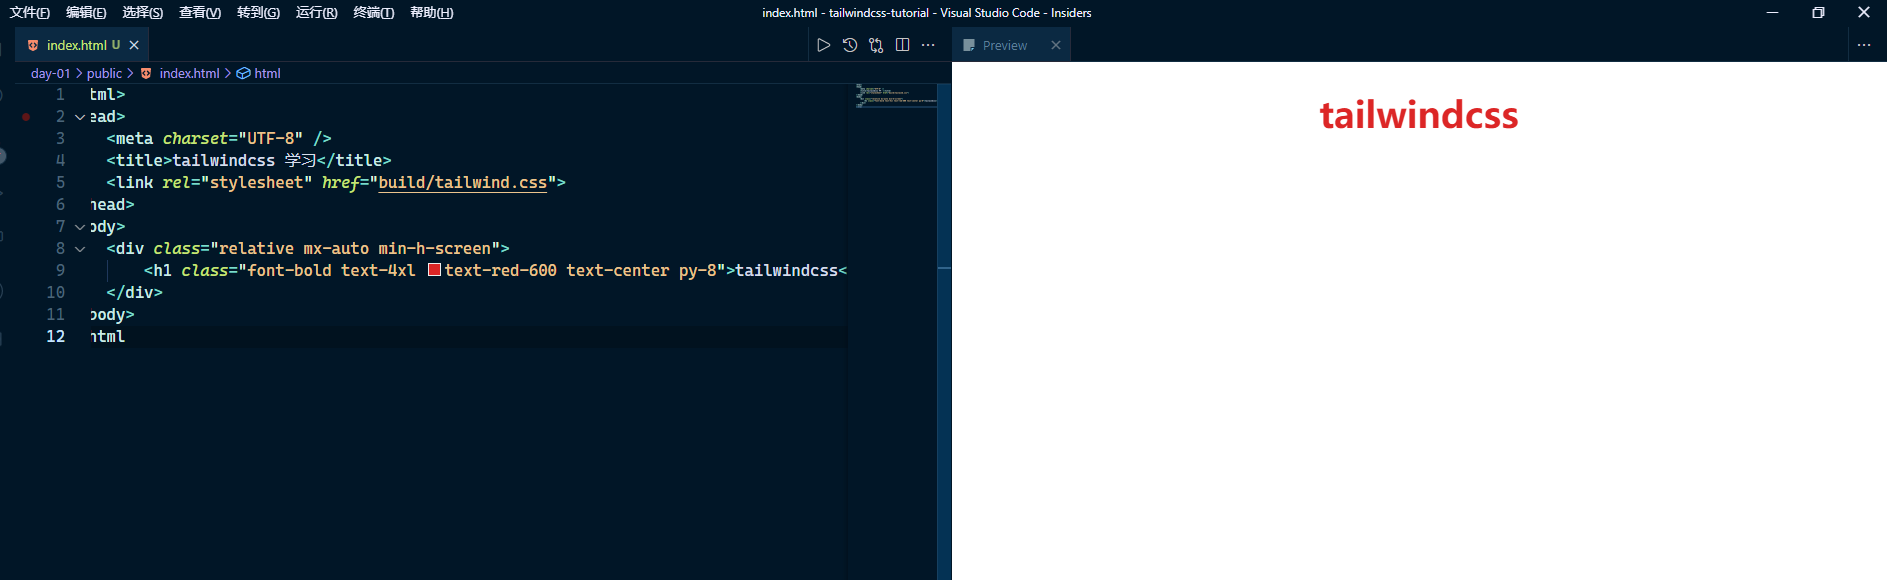 文件(F) 编辑(E) 选择(S) 查看(V) 转到(G) 运行(R) 终端(T) 帮助(H) index.html - tailwindcss-tutorial - Visual Studio Code - Insiders
index.html U Preview
day-01 > public > index.html > html
1 tml>
2 ead>
3 <meta charset="UTF-8" />
4 <title>tailwindcss 学习</title>
5 <link rel="stylesheet" href="build/tailwind.css">
6 head>
7 ody>
8 <div class="relative mx-auto min-h-screen">
9 <h1 class="font-bold text-4xl text-red-600 text-center py-8">tailwindcss<
10 </div>
11 body>
12 html
tailwindcss